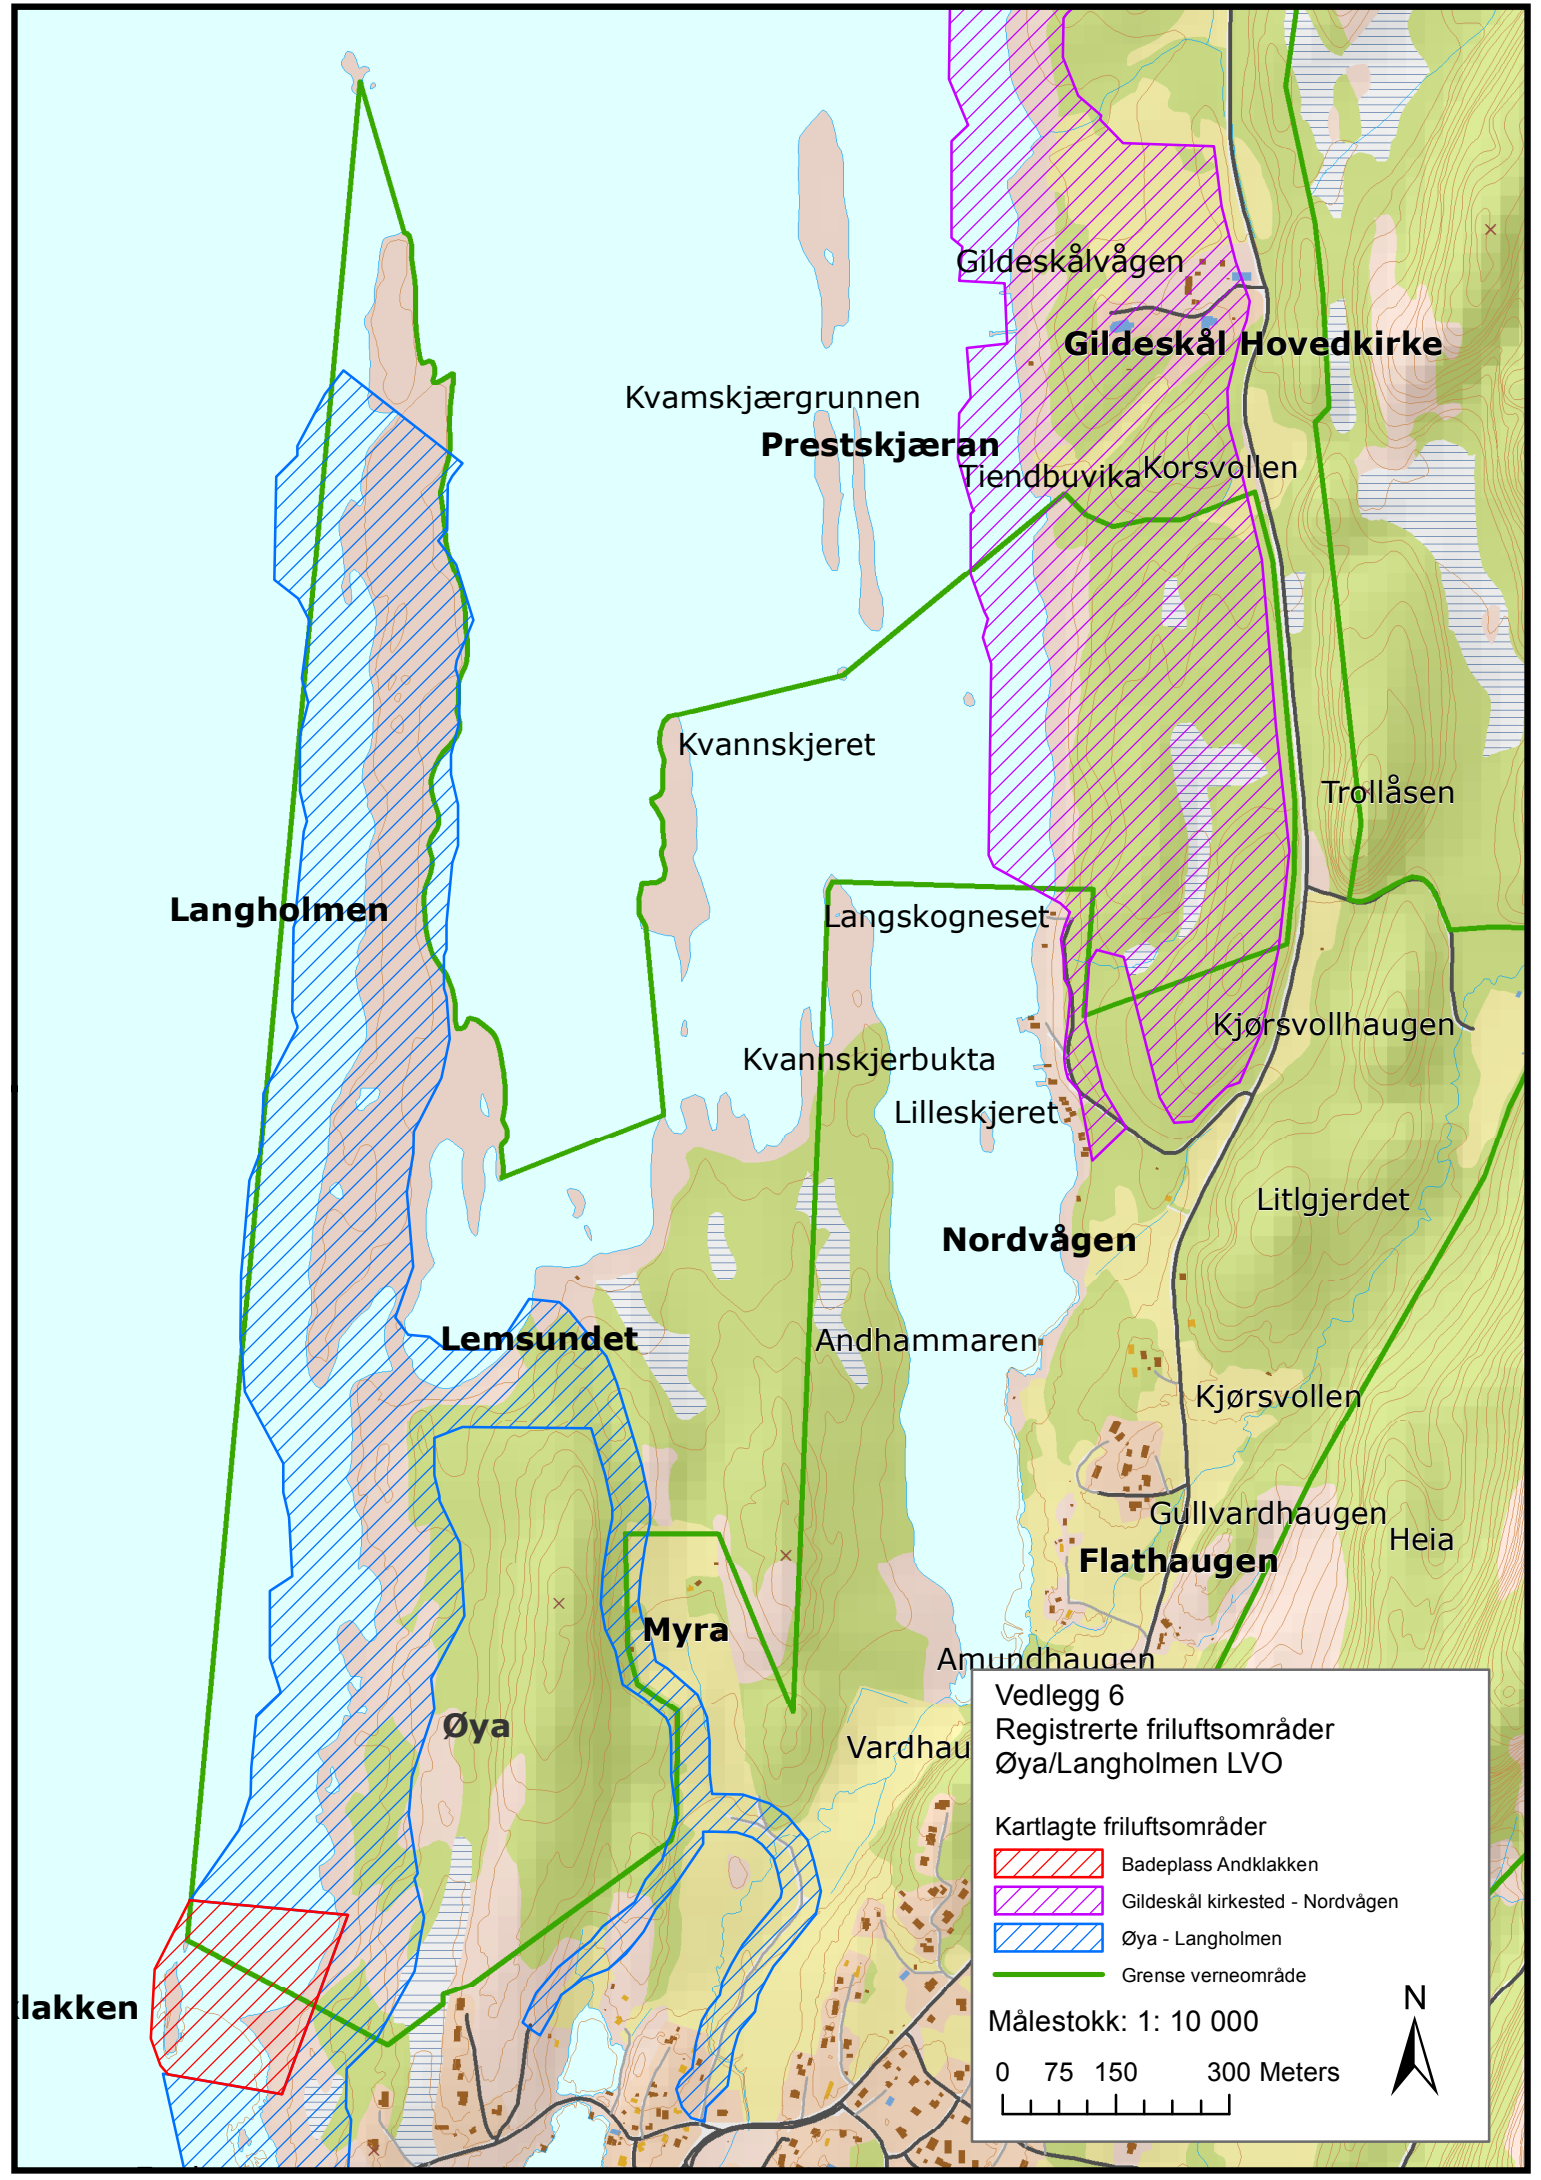 Gildeskålvågen
Gildeskål Hovedkirke
Kvamskjærgrunnen
Prestskjæran
Korsvollen
Tiendbuvika
Kvannskjeret
Trollåsen
Langholmen
Langskogneset
Kjørsvollhaugen
Kvannskjerbukta
Lilleskjeret
Litlgjerdet
Nordvågen
Lemsundet
Andhammaren
Kjørsvollen
Gullvardhaugen
Heia
Flathaugen
Myra
Amundhaugen
Øya
Vardhau
klakken
Vedlegg 6
Registrerte friluftsområder
Øya/Langholmen LVO
Kartlagte friluftsområder
Badeplass Andklakken
Gildeskål kirkested - Nordvågen
Øya - Langholmen
Grense verneområde
N
Målestokk: 1: 10 000
0 75 150 300 Meters